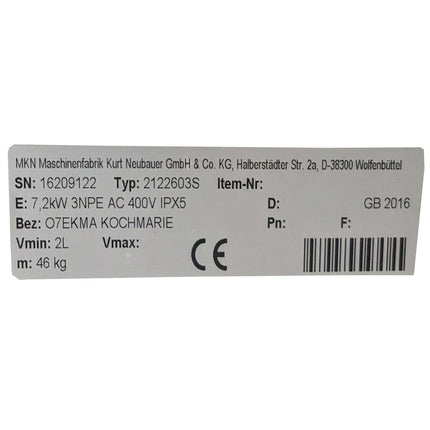 MKN Maschinenfabrik Kurt Neubauer GmbH & Co. KG, Halberstädter Str. 2a, D-38300 Wolfenbüttel
SN: 16209122 Typ: 2122603S Item-Nr:
E: 7,2kW 3NPE AC 400V IPX5 D: GB 2016
Bez: O7EKMA KOCHMARIE Pn: F:
Vmin: 2L Vmax: CE
m: 46 kg